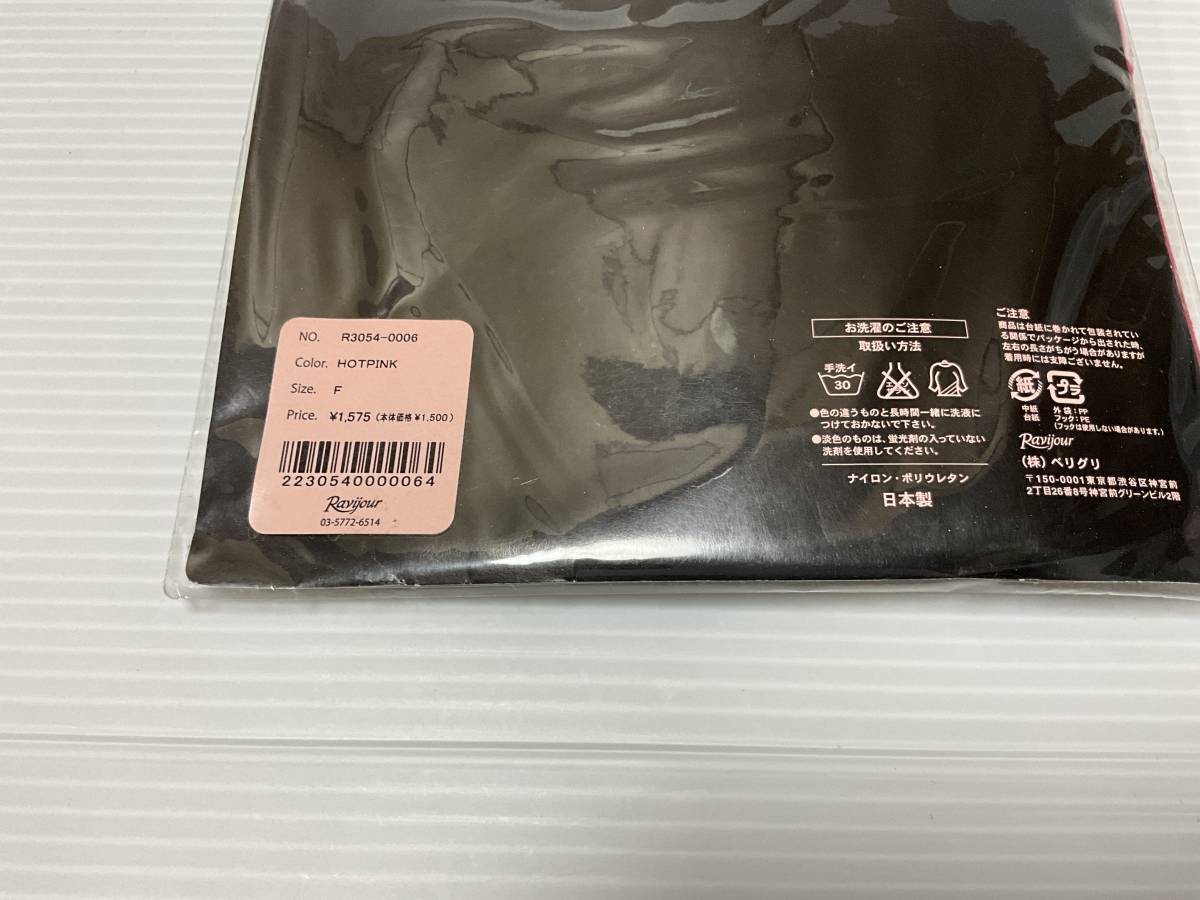 NO. R3054-0006
Color. HOTPINK
Size. F
Price. ¥1,575 (本体価格¥1,500)
2230540000064
Ravijour
03-5772-6514
お洗濯のご注意
取扱い方法
手洗イ
30
●色の違うものと長時間一緒に洗液に
つけておかないで下さい。
●淡色のものは、蛍光剤の入っていない
洗剤を使用してください。
ナイロン・ポリウレタン
日本製
ご注意
商品は台紙に巻かれて包装されてい
る関係でパッケージから出された時、
左右の長さがちがう場合がありますが
着用時には支障ございません。
紙
プラ
中紙
台紙
外袋:PP
フック:PE
(フックは使用しない場合があります。)
Ravijour
(株)ベリグリ
〒150-0001東京都渋谷区神宮前
2丁目26番8号神宮前グリーンビル2階